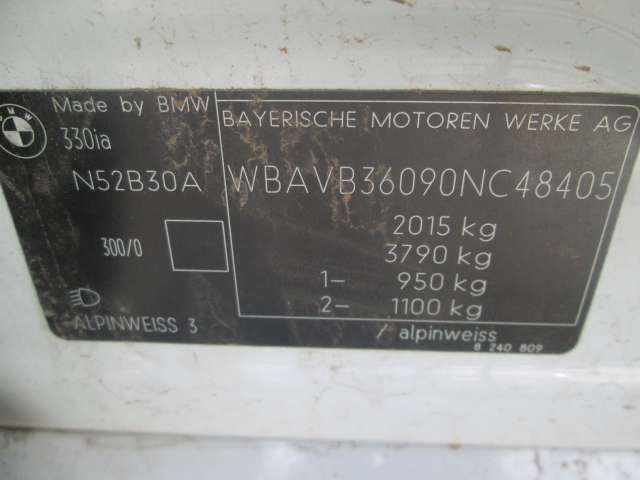 BMW
Made by BMW
330ia
N52B30A
300/0
ALPINWEISS 3
BAYERISCHE MOTOREN WERKE AG
WBAVB36090NC48405
2015 kg
3790 kg
1- 950 kg
2- 1100 kg
/ alpinweiss
8 240 809